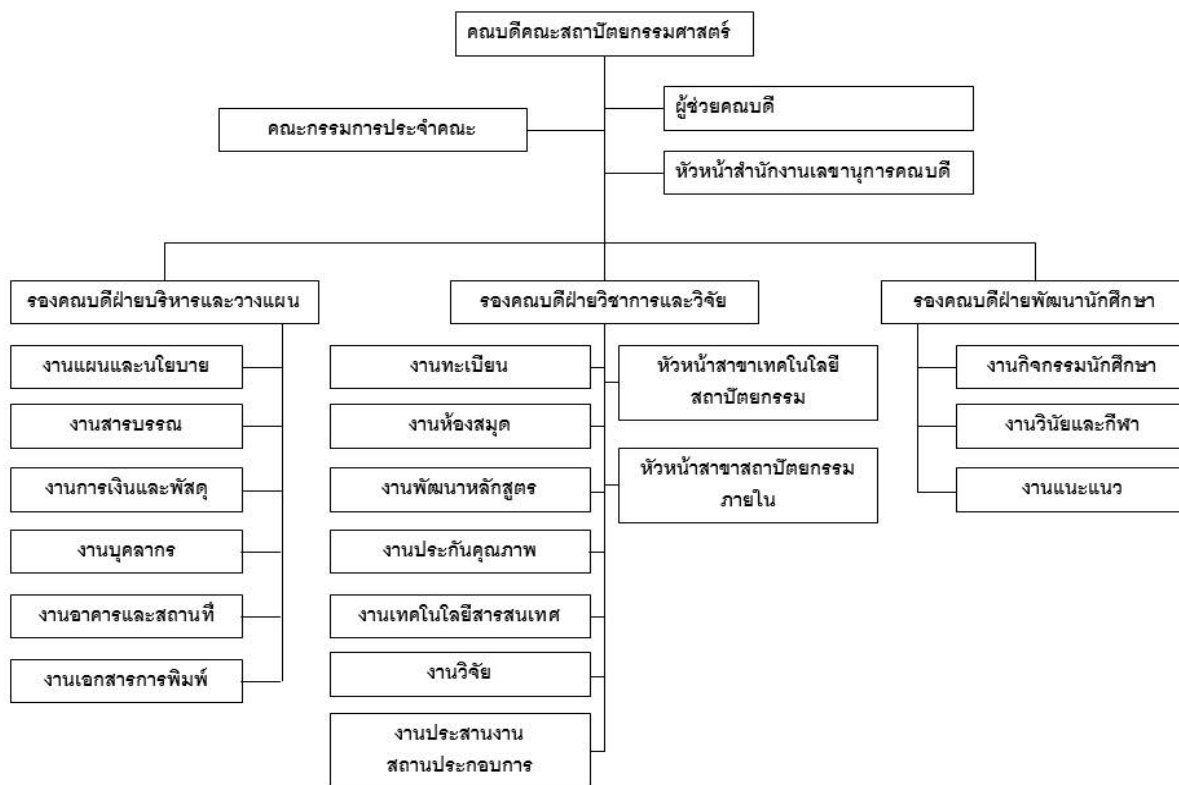 คณบดีคณะสถาปัตยกรรมศาสตร์
ผู้ช่วยคณบดี
คณะกรรมการประจำคณะ
หัวหน้าสำนักงานเลขานุการคณบดี
รองคณบดีฝ่ายบริหารและวางแผน
งานแผนและนโยบาย
งานสารบรรณ
งานการเงินและพัสดุ
งานบุคลากร
งานอาคารและสถานที่
งานเอกสารการพิมพ์
รองคณบดีฝ่ายวิชาการและวิจัย
งานทะเบียน
งานห้องสมุด
งานพัฒนาหลักสูตร
งานประกันคุณภาพ
งานเทคโนโลยีสารสนเทศ
งานวิจัย
งานประสานงาน
สถานประกอบการ
หัวหน้าสาขาเทคโนโลยี
สถาปัตยกรรม
หัวหน้าสาขาสถาปัตยกรรม
ภายใน
รองคณบดีฝ่ายพัฒนานักศึกษา
งานกิจกรรมนักศึกษา
งานวินัยและกีฬา
งานแนะแนว